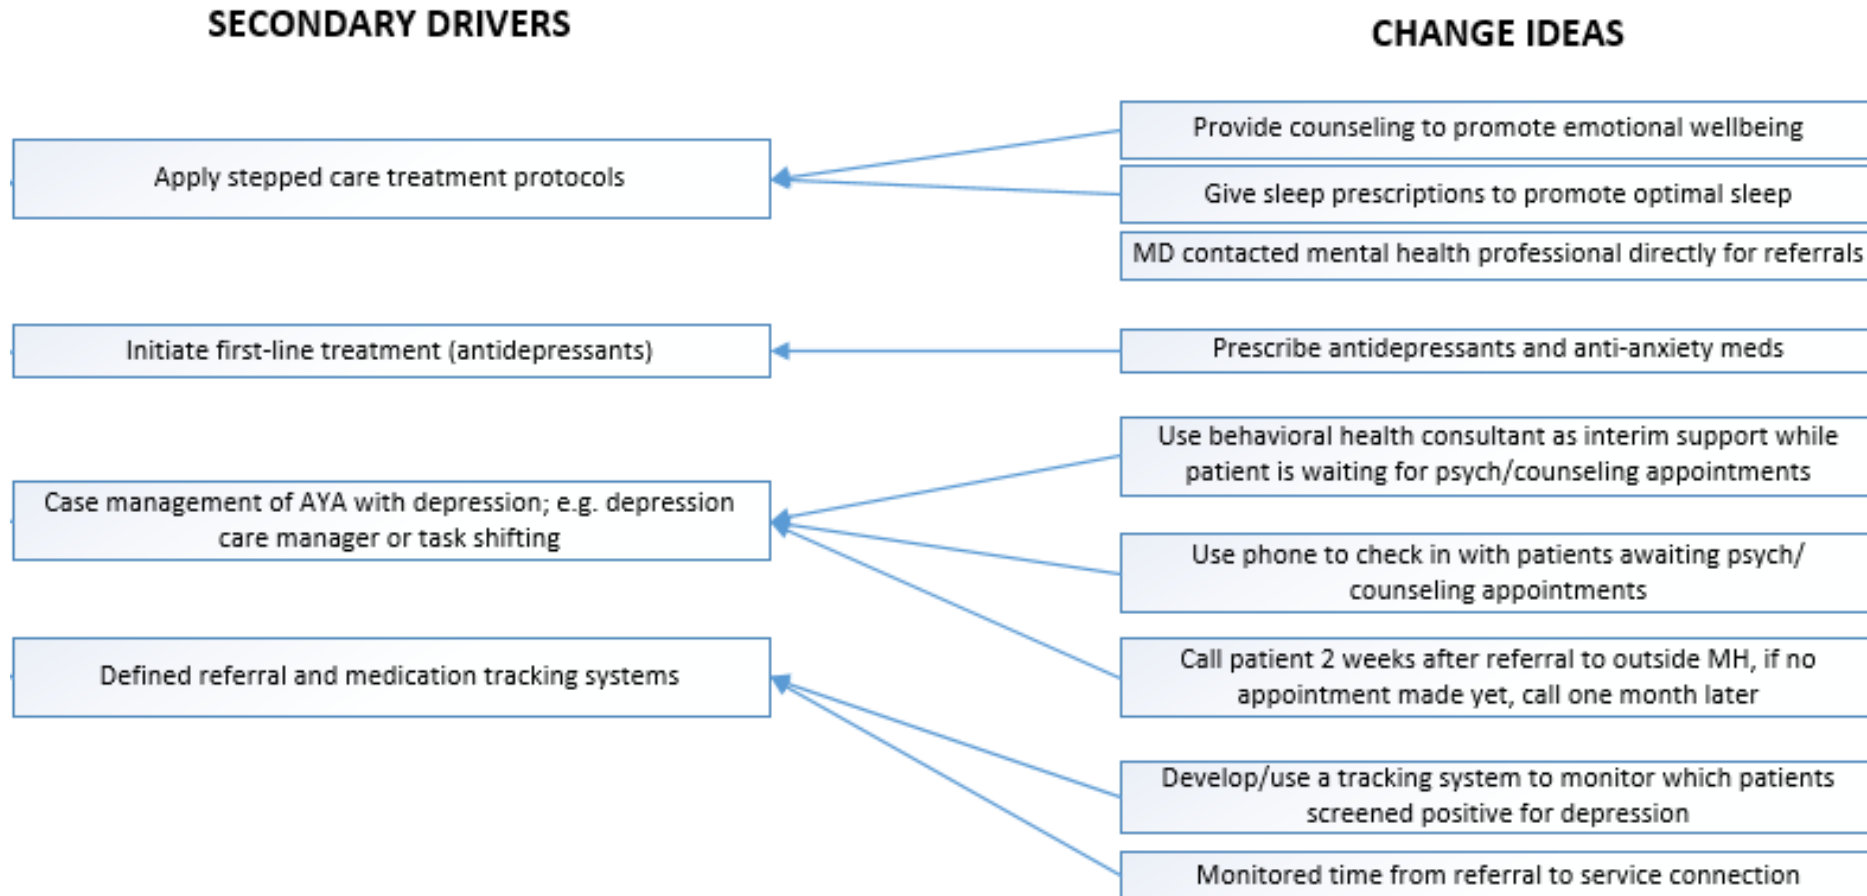 SECONDARY DRIVERS
Apply stepped care treatment protocols
Initiate first-line treatment (antidepressants)
Case management of AYA with depression; e.g. depression
care manager or task shifting
Defined referral and medication tracking systems
CHANGE IDEAS
Provide counseling to promote emotional wellbeing
Give sleep prescriptions to promote optimal sleep
MD contacted mental health professional directly for referrals
Prescribe antidepressants and anti-anxiety meds
Use behavioral health consultant as interim support while
patient is waiting for psych/counseling appointments
Use phone to check in with patients awaiting psych/
counseling appointments
Call patient 2 weeks after referral to outside MH, if no
appointment made yet, call one month later
Develop/use a tracking system to monitor which patients
screened positive for depression
Monitored time from referral to service connection